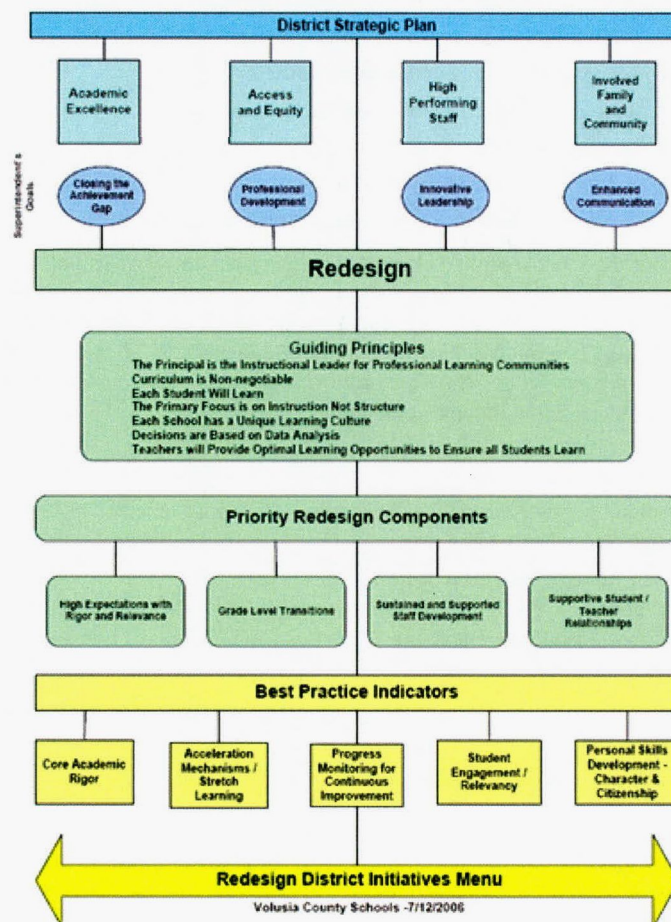 District Strategic Plan
Academic
Excellence
Access
and Equity
High
Performing
Staff
Involved
Family
and
Community
Superintendent's
Goals
Closing the
Achievement
Gap
Professional
Development
Innovative
Leadership
Enhanced
Communication
Redesign
Guiding Principles
The Principal is the Instructional Leader for Professional Learning Communities
Curriculum is Non-negotiable
Each Student Will Learn
The Primary Focus is on Instruction Not Structure
Each School has a Unique Learning Culture
Decisions are Based on Data Analysis
Teachers will Provide Optimal Learning Opportunities to Ensure all Students Learn
Priority Redesign Components
High Expectations with
Rigor and Relevance
Grade Level Transitions
Sustained and Supported
Staff Development
Supportive Student /
Teacher
Relationships
Best Practice Indicators
Core Academic
Rigor
Acceleration
Mechanisms /
Stretch
Learning
Progress
Monitoring for
Continuous
Improvement
Student
Engagement /
Relevancy
Personal Skills
Development -
Character &
Citizenship
Redesign District Initiatives Menu
Volusia County Schools -7/12/2006